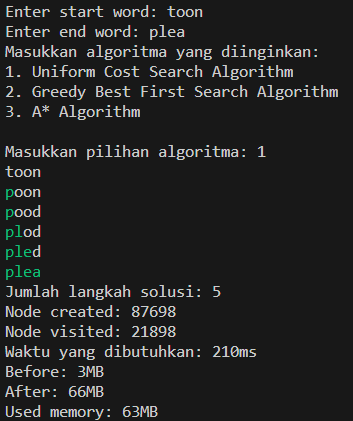 Enter start word: toon
Enter end word: plea
Masukkan algoritma yang diinginkan:
1. Uniform Cost Search Algorithm
2. Greedy Best First Search Algorithm
3. A* Algorithm
Masukkan pilihan algoritma: 1
toon
poon
pood
plod
pled
plea
Jumlah langkah solusi: 5
Node created: 87698
Node visited: 21898
Waktu yang dibutuhkan: 210ms
Before: 3MB
After: 66MB
Used memory: 63MB